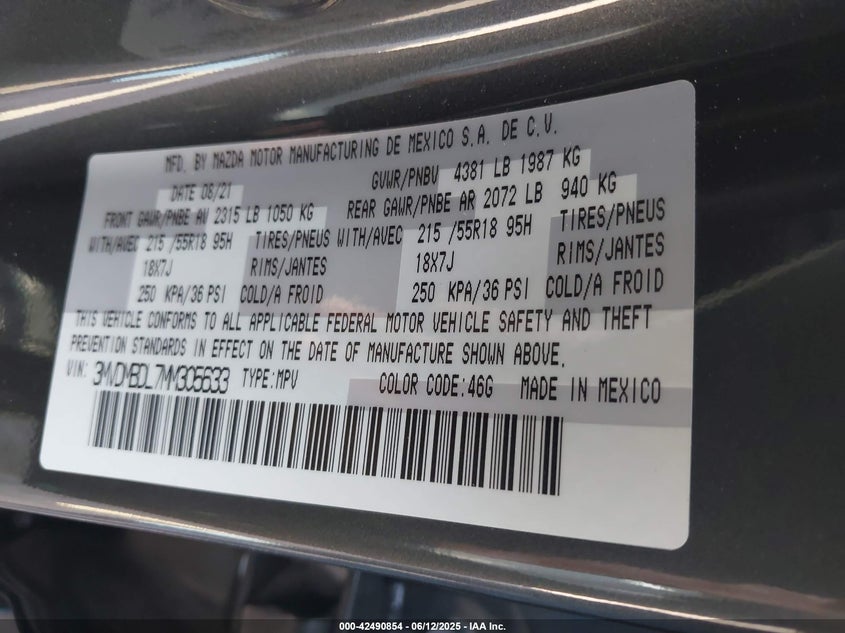 MFD. BY MAZDA MOTOR MANUFACTURING DE MEXICO S.A. DE C.V.
DATE 08/21 GVWR/PNBV 4381 LB 1987 KG
FRONT GAWR/PNBE AV 2315 LB 1050 KG REAR GAWR/PNBE AR 2072 LB 940 KG
WITH/AVEC 215 /55R18 95H TIRES/PNEUS WITH/AVEC 215 /55R18 95H TIRES/PNEUS
18X7J RIMS/JANTES 18X7J RIMS/JANTES
250 KPA/36 PSI COLD/A FROID 250 KPA/36 PSI COLD/A FROID
THIS VEHICLE CONFORMS TO ALL APPLICABLE FEDERAL MOTOR VEHICLE SAFETY AND THEFT
PREVENTION STANDARDS IN EFFECT ON THE DATE OF MANUFACTURE SHOWN ABOVE.
VIN: 3MVDMBDL7MM305633 TYPE:MPV COLOR CODE:46G MADE IN MEXICO
000-42490854 - 06/12/2025 - IAA Inc.